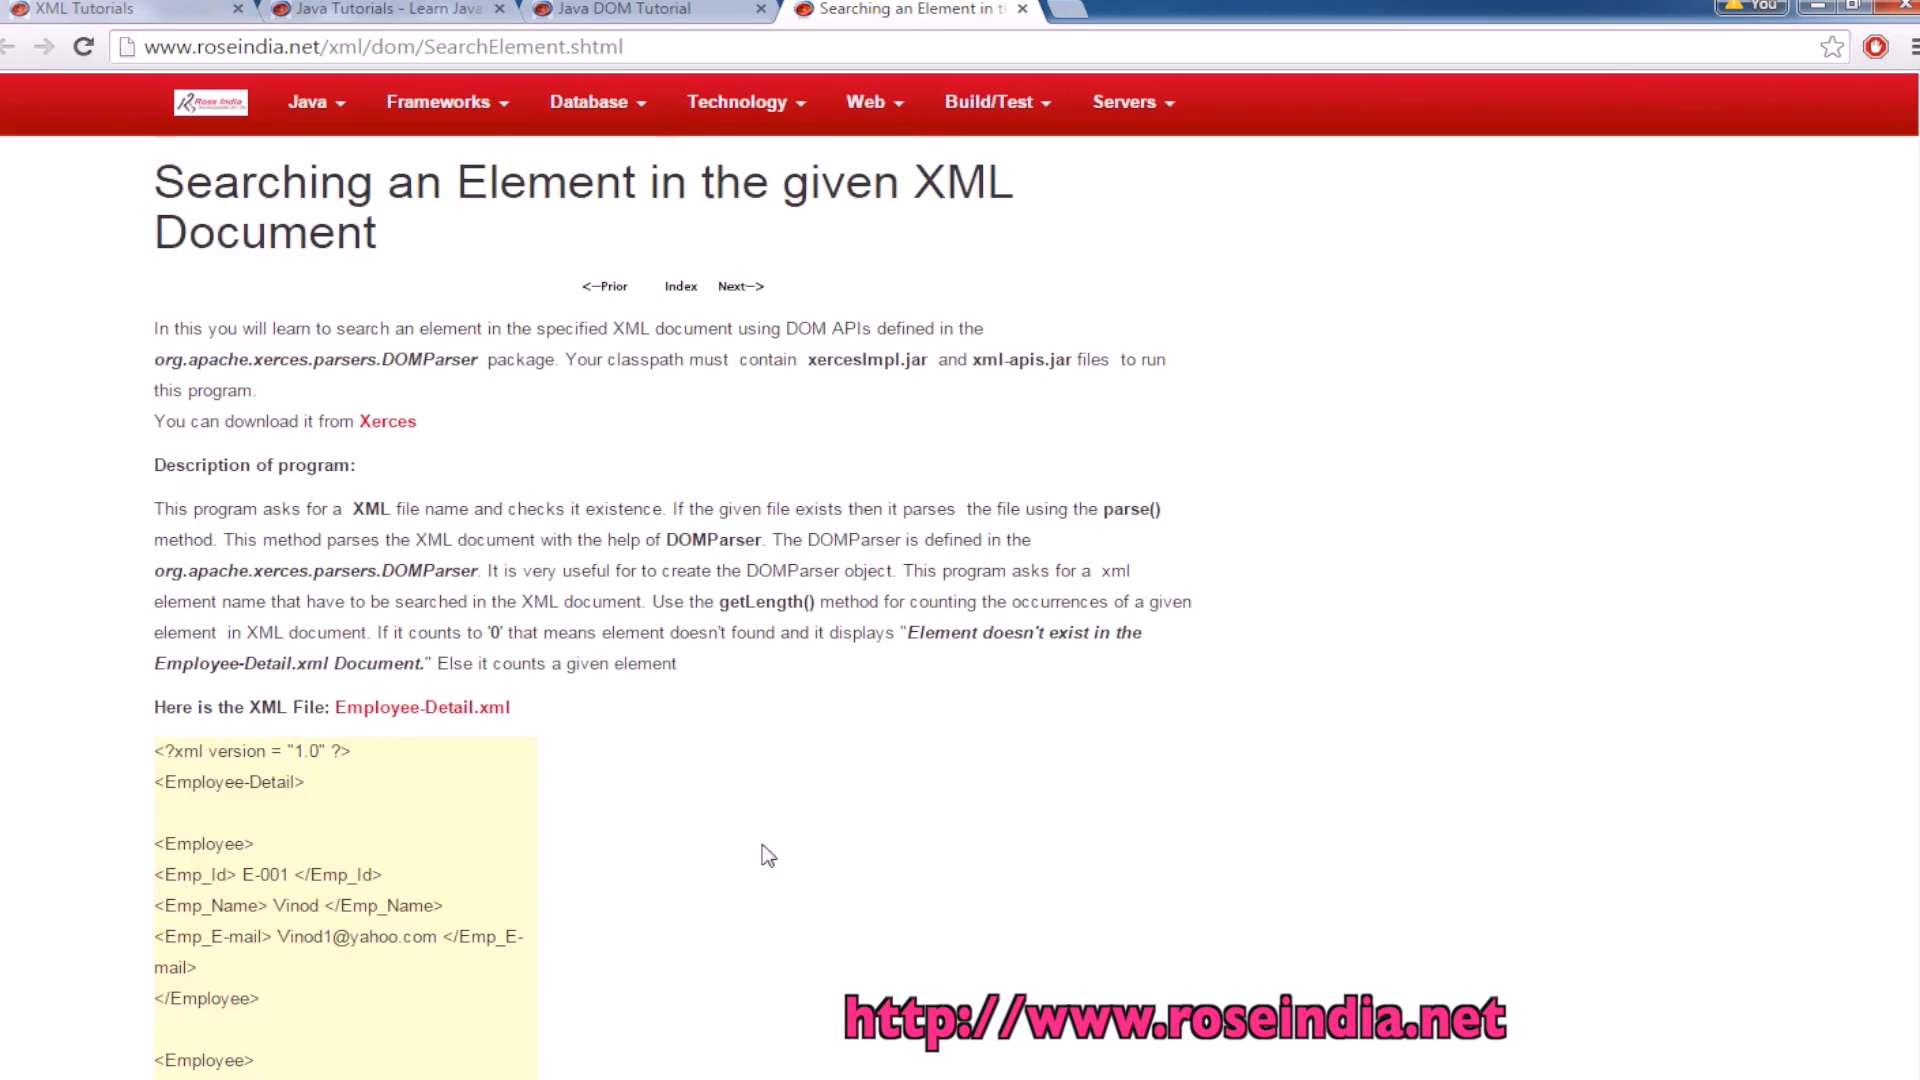 XML Tutorials
Java Tutorials - Learn Java
Java DOM Tutorial
Searching an Element in t
You
www.roseindia.net/xml/dom/SearchElement.shtml
Rose India
Java
Frameworks
Database
Technology
Web
Build/Test
Servers
Searching an Element in the given XML
Document
<--Prior Index Next-->
In this you will learn to search an element in the specified XML document using DOM APIs defined in the
org.apache.xerces.parsers.DOMParser package. Your classpath must contain xercesImpl.jar and xml-apis.jar files to run
this program.
You can download it from Xerces
Description of program:
This program asks for a XML file name and checks it existence. If the given file exists then it parses the file using the parse()
method. This method parses the XML document with the help of DOMParser. The DOMParser is defined in the
org.apache.xerces.parsers.DOMParser. It is very useful for to create the DOMParser object. This program asks for a xml
element name that have to be searched in the XML document. Use the getLength() method for counting the occurrences of a given
element in XML document. If it counts to '0' that means element doesn't found and it displays "Element doesn't exist in the
Employee-Detail.xml Document." Else it counts a given element
Here is the XML File: Employee-Detail.xml
<?xml version = "1.0" ?>
<Employee-Detail>
<Employee>
<Emp_Id> E-001 </Emp_Id>
<Emp_Name> Vinod </Emp_Name>
<Emp_E-mail> Vinod1@yahoo.com </Emp_E-
mail>
</Employee>
<Employee>
http://www.roseindia.net